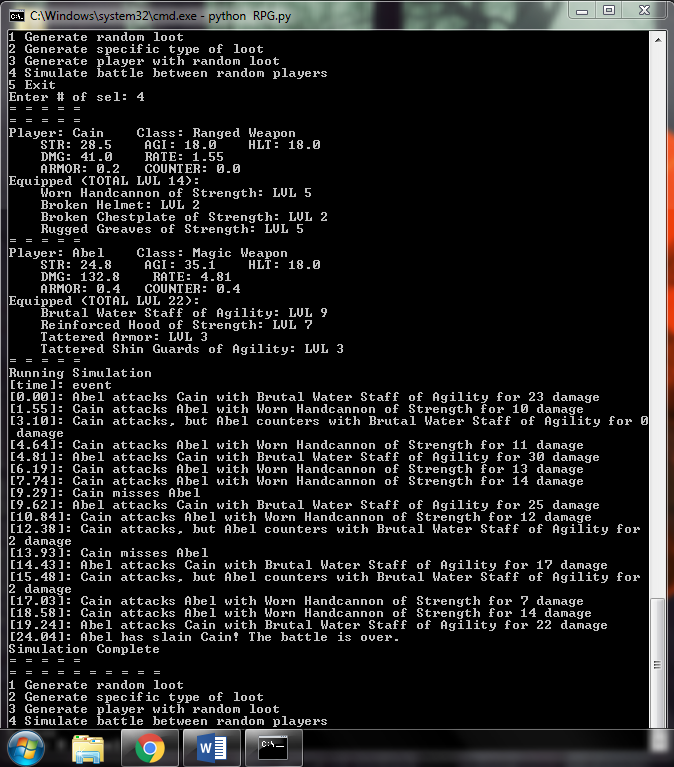 C:\Windows\system32\cmd.exe - python  RPG.py
1 Generate random loot
2 Generate specific type of loot
3 Generate player with random loot
4 Simulate battle between random players
5 Exit
Enter # of sel: 4
= = = = =
= = = = =
Player: Cain    Class: Ranged Weapon
    STR: 28.5    AGI: 18.0    HLT: 18.0
    DMG: 41.0    RATE: 1.55
    ARMOR: 0.2  COUNTER: 0.0
Equipped (TOTAL LVL 14):
    Worn Handcannon of Strength: LVL 5
    Broken Helmet: LVL 2
    Broken Chestplate of Strength: LVL 2
    Rugged Greaves of Strength: LVL 5
= = = = =
Player: Abel    Class: Magic Weapon
    STR: 24.8    AGI: 35.1    HLT: 18.0
    DMG: 132.8    RATE: 4.81
    ARMOR: 0.4  COUNTER: 0.4
Equipped (TOTAL LVL 22):
    Brutal Water Staff of Agility: LVL 9
    Reinforced Hood of Strength: LVL 7
    Tattered Armor: LVL 3
    Tattered Shin Guards of Agility: LVL 3
= = = = =
Running Simulation
[time]: event
[0.00]: Abel attacks Cain with Brutal Water Staff of Agility for 23 damage
[1.55]: Cain attacks Abel with Worn Handcannon of Strength for 10 damage
[3.10]: Cain attacks, but Abel counters with Brutal Water Staff of Agility for 0
 damage
[4.64]: Cain attacks Abel with Worn Handcannon of Strength for 11 damage
[4.81]: Abel attacks Cain with Brutal Water Staff of Agility for 30 damage
[6.19]: Cain attacks Abel with Worn Handcannon of Strength for 13 damage
[7.74]: Cain attacks Abel with Worn Handcannon of Strength for 14 damage
[9.29]: Cain misses Abel
[9.62]: Abel attacks Cain with Brutal Water Staff of Agility for 25 damage
[10.84]: Cain attacks Abel with Worn Handcannon of Strength for 12 damage
[12.38]: Cain attacks, but Abel counters with Brutal Water Staff of Agility for
2 damage
[13.93]: Cain misses Abel
[14.43]: Abel attacks Cain with Brutal Water Staff of Agility for 17 damage
[15.48]: Cain attacks, but Abel counters with Brutal Water Staff of Agility for
2 damage
[17.03]: Cain attacks Abel with Worn Handcannon of Strength for 7 damage
[18.58]: Cain attacks Abel with Worn Handcannon of Strength for 14 damage
[19.24]: Abel attacks Cain with Brutal Water Staff of Agility for 22 damage
[24.04]: Abel has slain Cain! The battle is over.
Simulation Complete
= = = = =
= = = = = = = = = =
1 Generate random loot
2 Generate specific type of loot
3 Generate player with random loot
4 Simulate battle between random players